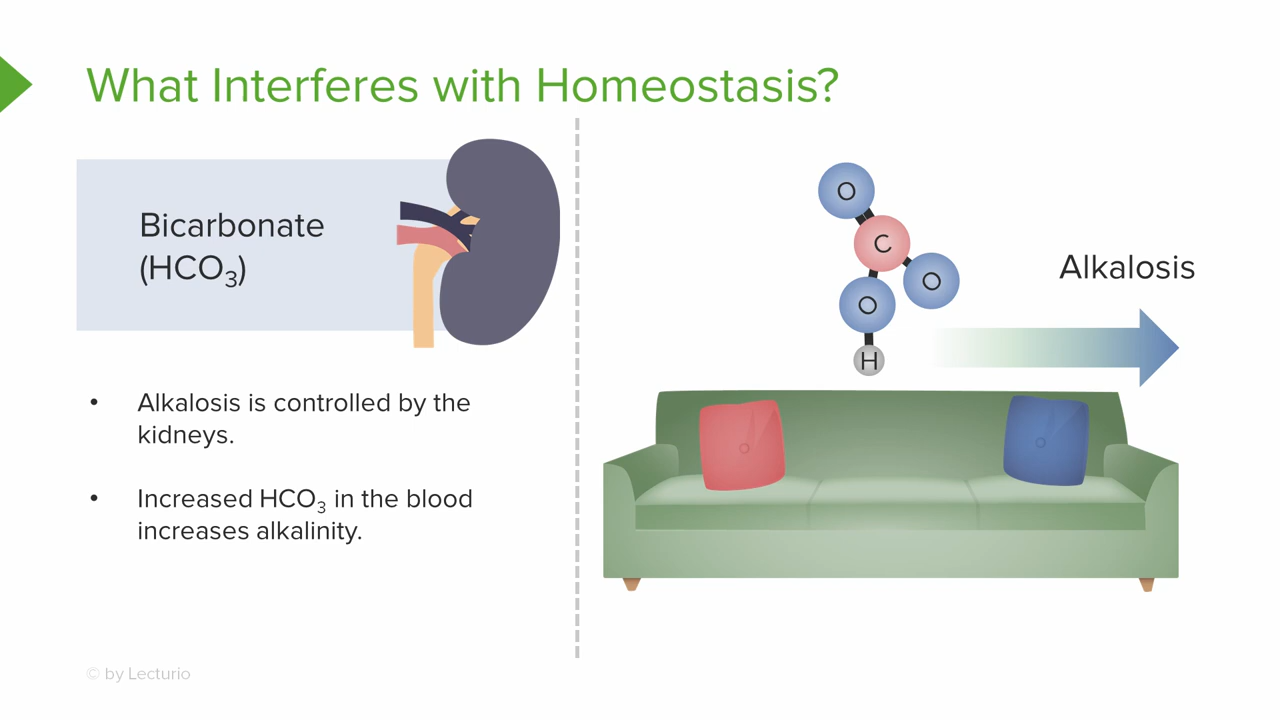 What Interferes with Homeostasis?
Bicarbonate
(HCO₃)
• Alkalosis is controlled by the
kidneys.
• Increased HCO₃ in the blood
increases alkalinity.
O
C
O
O
H
Alkalosis
© by Lecturio